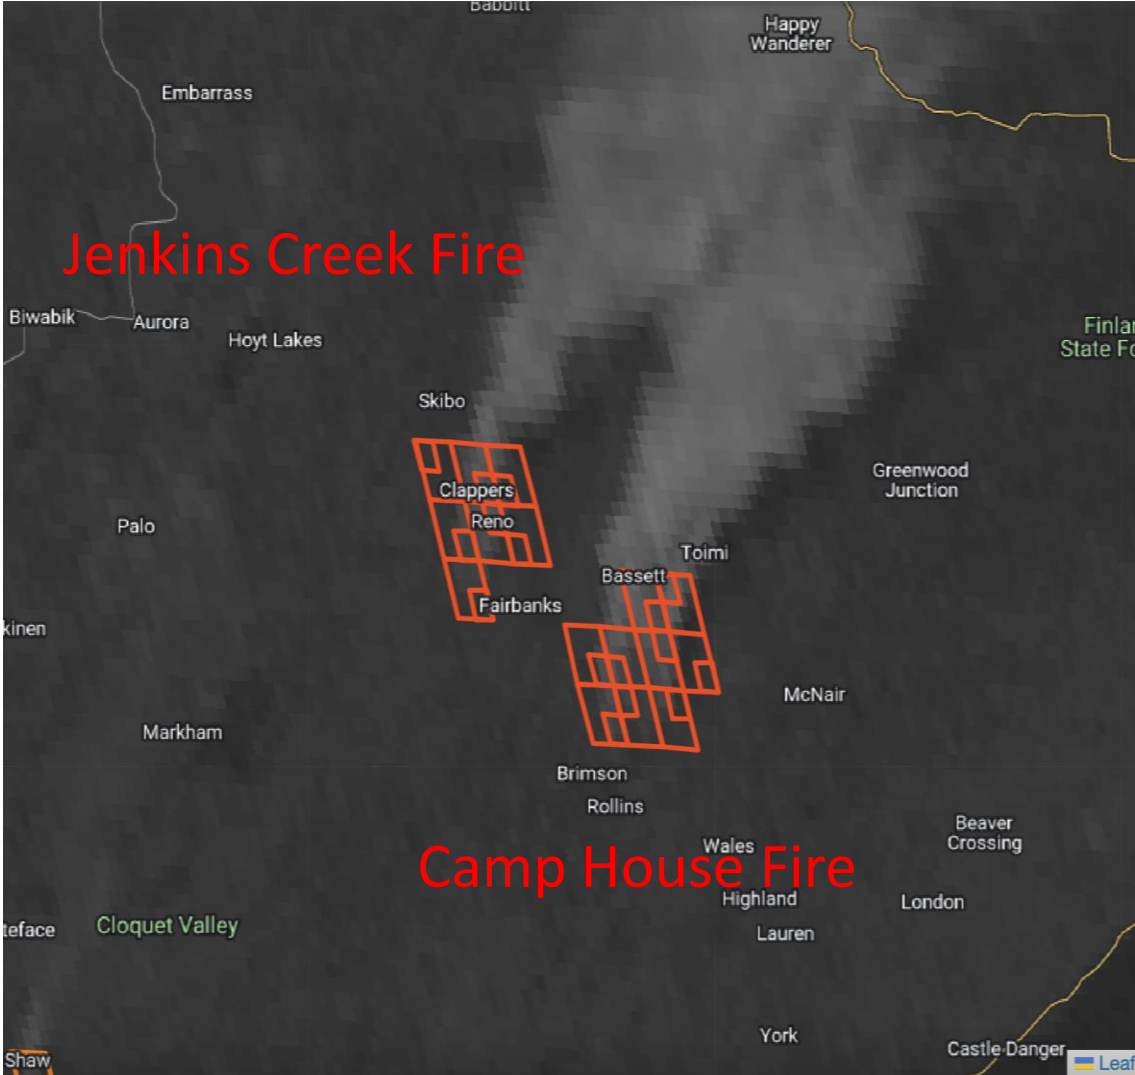 Babbitt
Happy
Wanderer
Embarrass
Jenkins Creek Fire
Biwabik
Aurora
Hoyt Lakes
Skibo
Greenwood
Junction
Clappers
Reno
Palo
Toimi
Bassett
Fairbanks
McNair
Markham
Brimson
Rollins
Beaver
Crossing
Wales
Camp House Fire
Highland
London
Lauren
Cloquet Valley
York
Castle Danger
Shaw
Leaf
State Fo
Finlan
kinen
teface